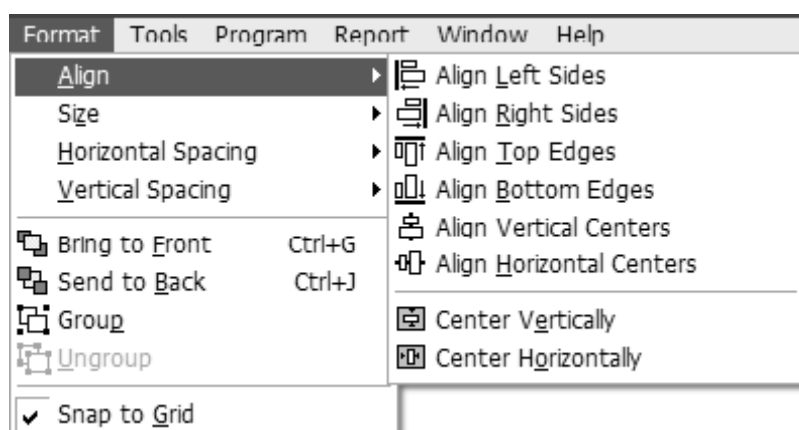 Format Tools Program Report Window Help
Align
Size
Horizontal Spacing
Vertical Spacing
Bring to Front Ctrl+G
Send to Back Ctrl+J
Group
Ungroup
Snap to Grid
Align Left Sides
Align Right Sides
Align Top Edges
Align Bottom Edges
Align Vertical Centers
Align Horizontal Centers
Center Vertically
Center Horizontally